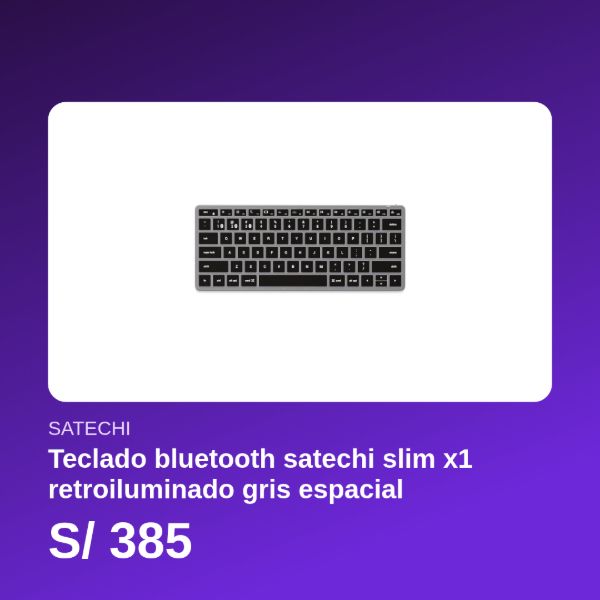 SATECHI
Teclado bluetooth satechi slim x1
retroiluminado gris espacial
S/ 385